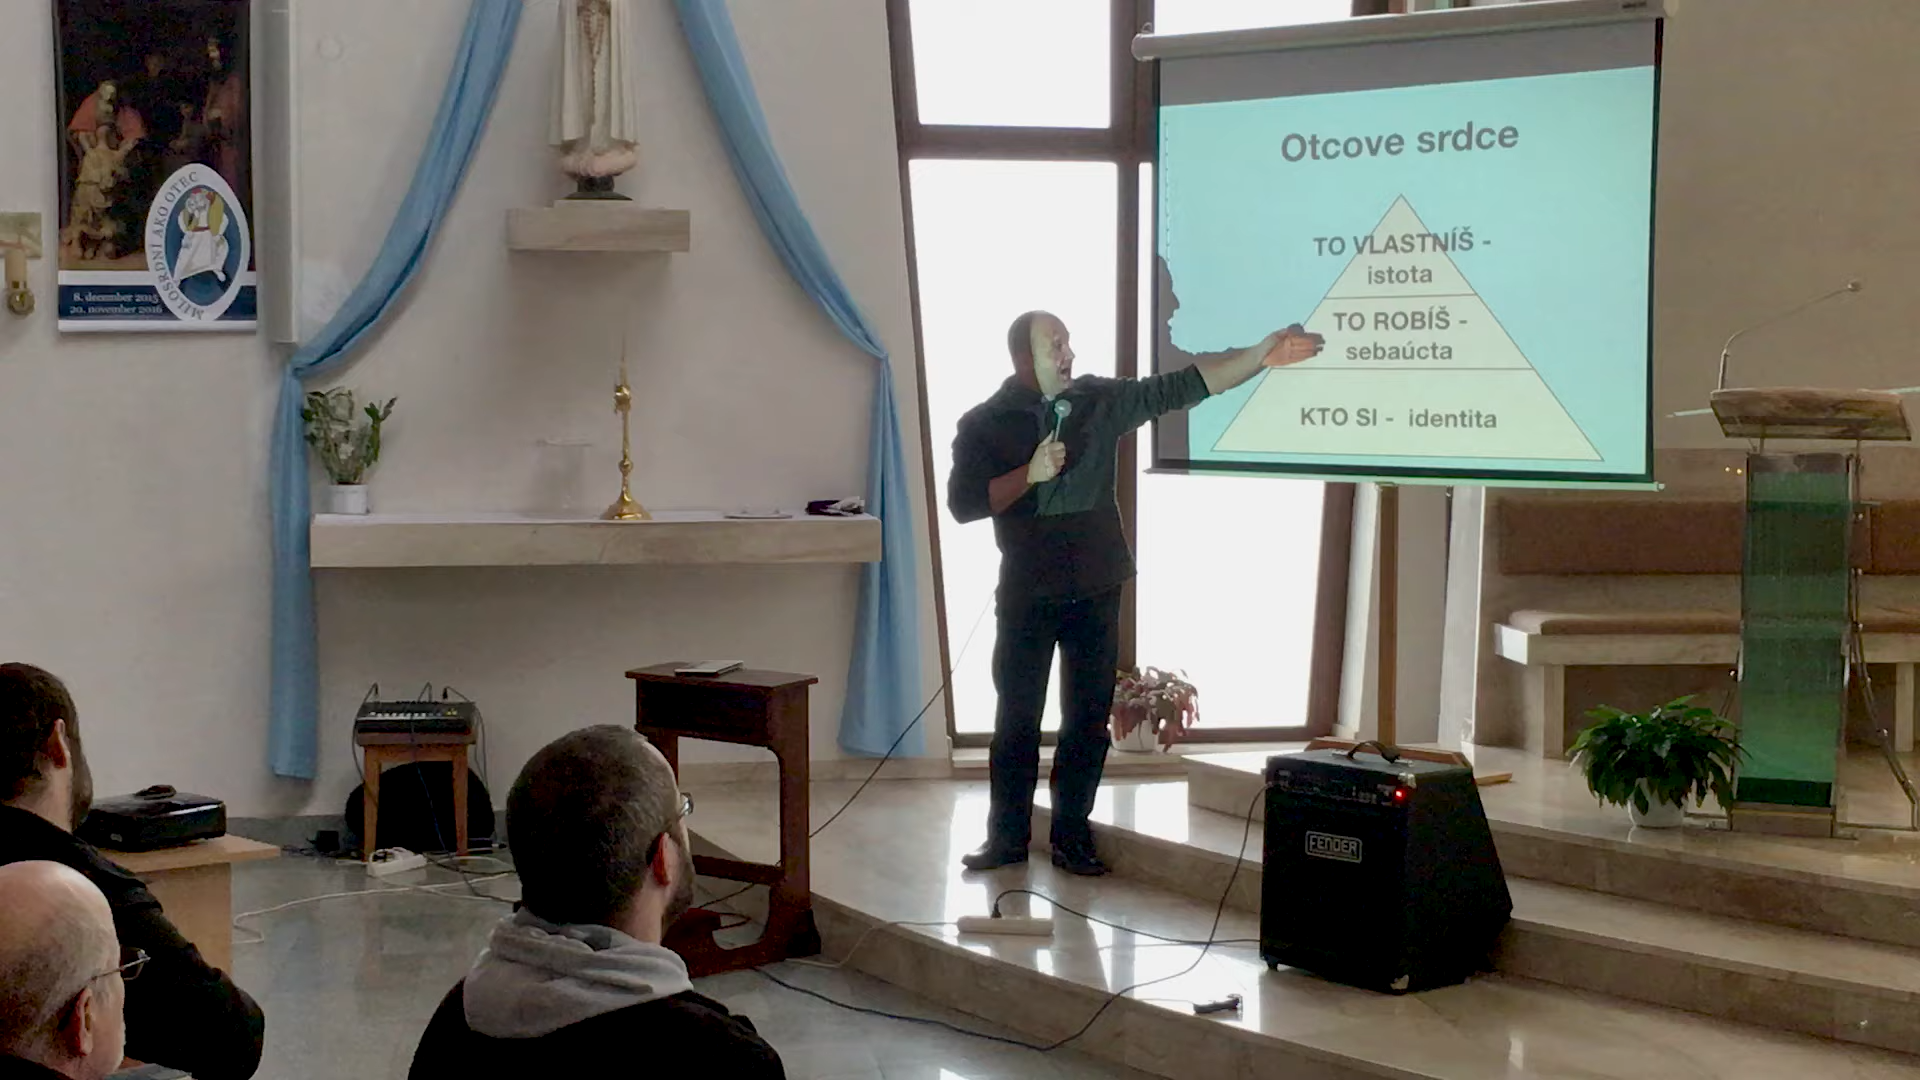 MILOSRDNÍ AKO OTEC
8. december 2015
20. november 2016
Otcove srdce
TO VLASTNÍŠ -
istota
TO ROBÍŠ -
sebaúcta
KTO SI - identita
FENDER